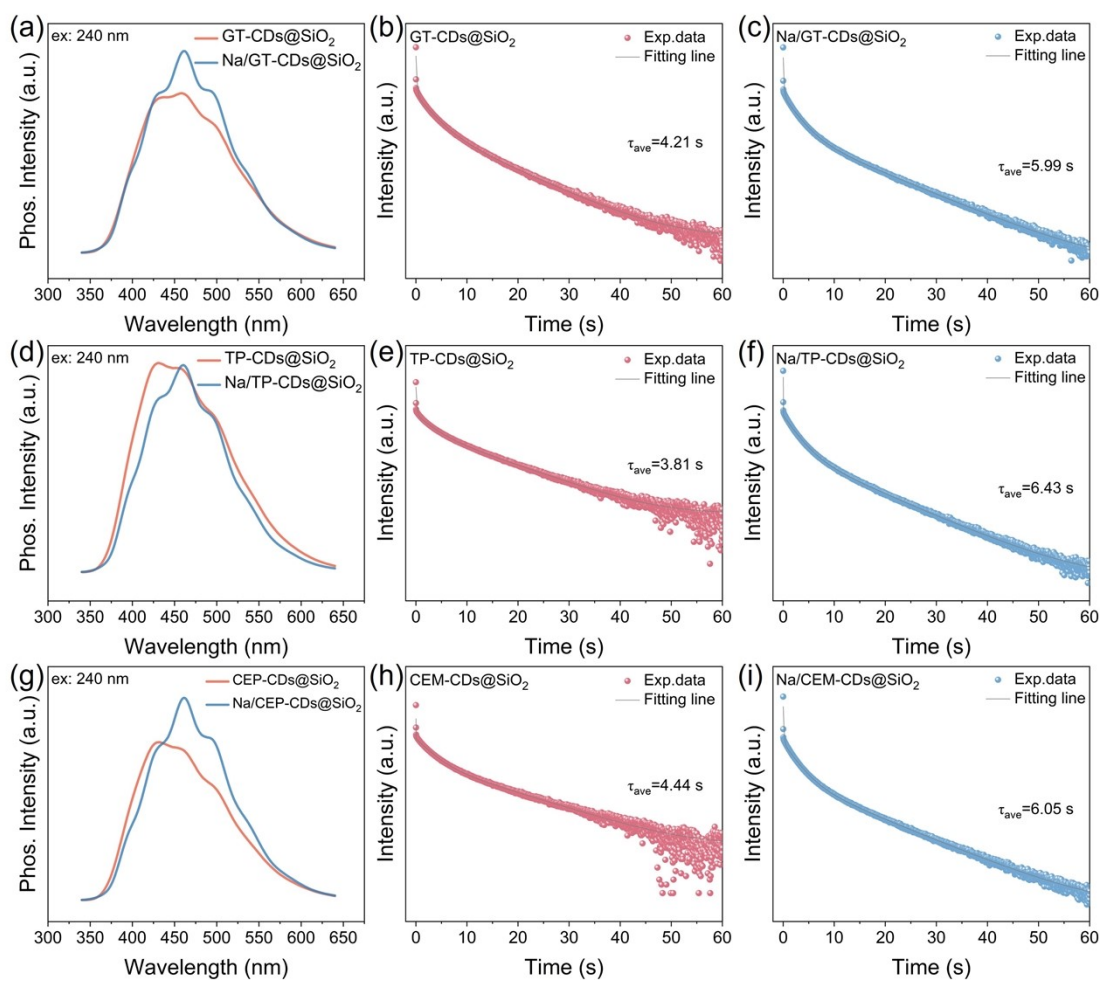 (a)
ex: 240 nm
GT-CDs@SiO₂
Na/GT-CDs@SiO₂
Phos. Intensity (a.u.)
300 350 400 450 500 550 600 650
Wavelength (nm)
(b)
GT-CDs@SiO₂
Exp.data
Fitting line
τave=4.21 s
Intensity (a.u.)
0 10 20 30 40 50 60
Time (s)
(c)
Na/GT-CDs@SiO₂
Exp.data
Fitting line
τave=5.99 s
Intensity (a.u.)
0 10 20 30 40 50 60
Time (s)
(d)
ex: 240 nm
TP-CDs@SiO₂
Na/TP-CDs@SiO₂
Phos. Intensity (a.u.)
300 350 400 450 500 550 600 650
Wavelength (nm)
(e)
TP-CDs@SiO₂
Exp.data
Fitting line
τave=3.81 s
Intensity (a.u.)
0 10 20 30 40 50 60
Time (s)
(f)
Na/TP-CDs@SiO₂
Exp.data
Fitting line
τave=6.43 s
Intensity (a.u.)
0 10 20 30 40 50 60
Time (s)
(g)
ex: 240 nm
CEP-CDs@SiO₂
Na/CEP-CDs@SiO₂
Phos. Intensity (a.u.)
300 350 400 450 500 550 600 650
Wavelength (nm)
(h)
CEM-CDs@SiO₂
Exp.data
Fitting line
τave=4.44 s
Intensity (a.u.)
0 10 20 30 40 50 60
Time (s)
(i)
Na/CEM-CDs@SiO₂
Exp.data
Fitting line
τave=6.05 s
Intensity (a.u.)
0 10 20 30 40 50 60
Time (s)